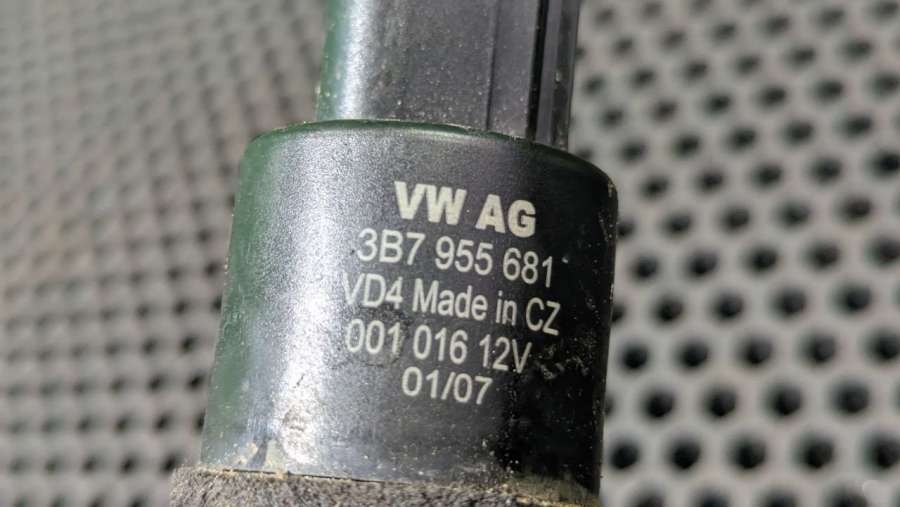 VW AG
3B7 955 681
VD4 Made in CZ
001 016 12V
01/07